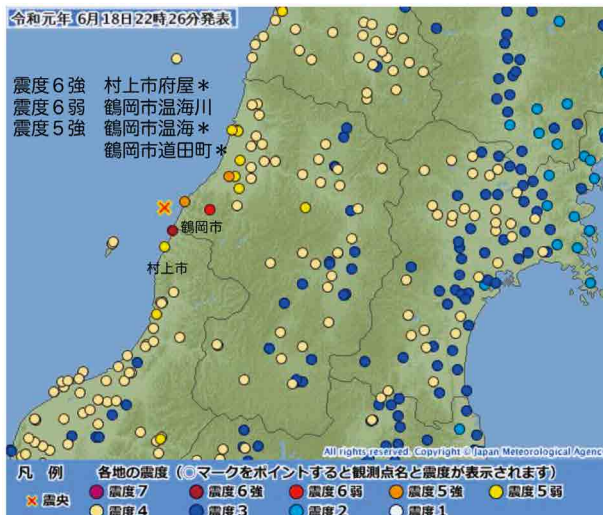 令和元年 6月18日22時26分発表
震度6強 村上市府屋*
震度6弱 鶴岡市温海川
震度5強 鶴岡市温海*
鶴岡市道田町*
鶴岡市
村上市
All rights reserved. Copyright © Japan Meteorological Agency
凡 例 各地の震度(○マークをポイントすると観測点名と震度が表示されます)
震央 震度7 震度6強 震度6弱 震度5強 震度5弱
震度4 震度3 震度2 震度1